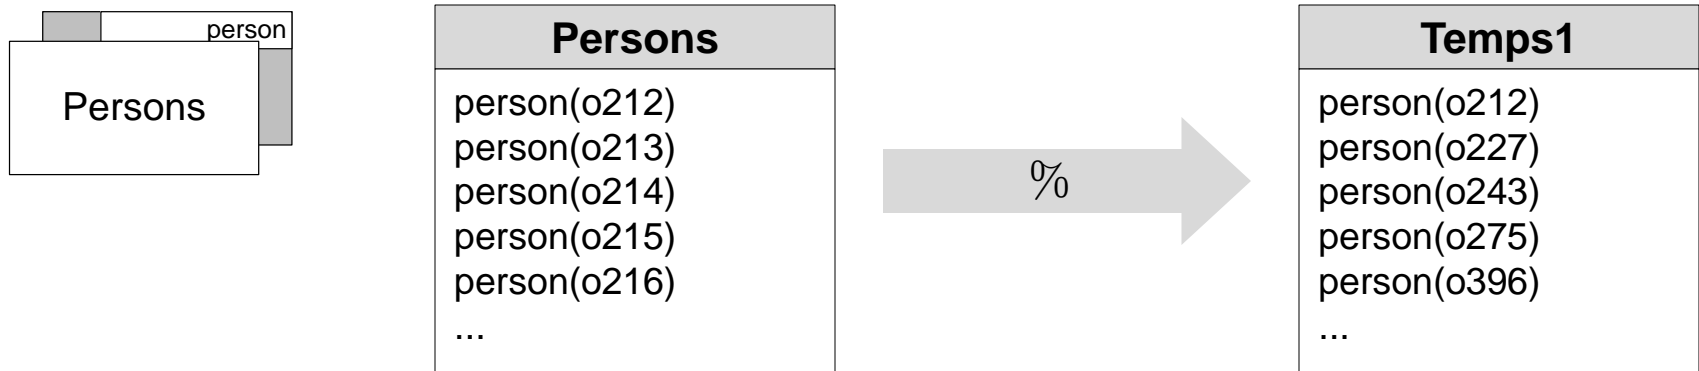 person
Persons
Persons
person(o212)
person(o213)
person(o214)
person(o215)
person(o216)
...
%
Temps1
person(o212)
person(o227)
person(o243)
person(o275)
person(o396)
...